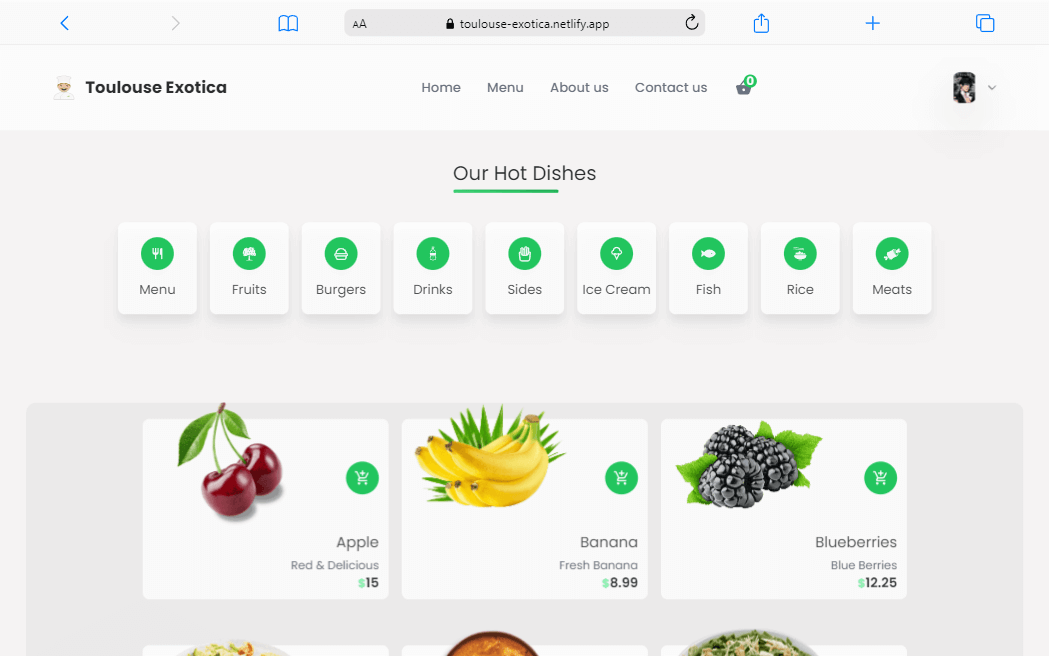 AA toulouse-exotica.netlify.app
Toulouse Exotica Home Menu About us Contact us 0
Our Hot Dishes
Menu Fruits Burgers Drinks Sides Ice Cream Fish Rice Meats
Apple Banana Blueberries
Red & Delicious Fresh Banana Blue Berries
$15 $8.99 $12.25